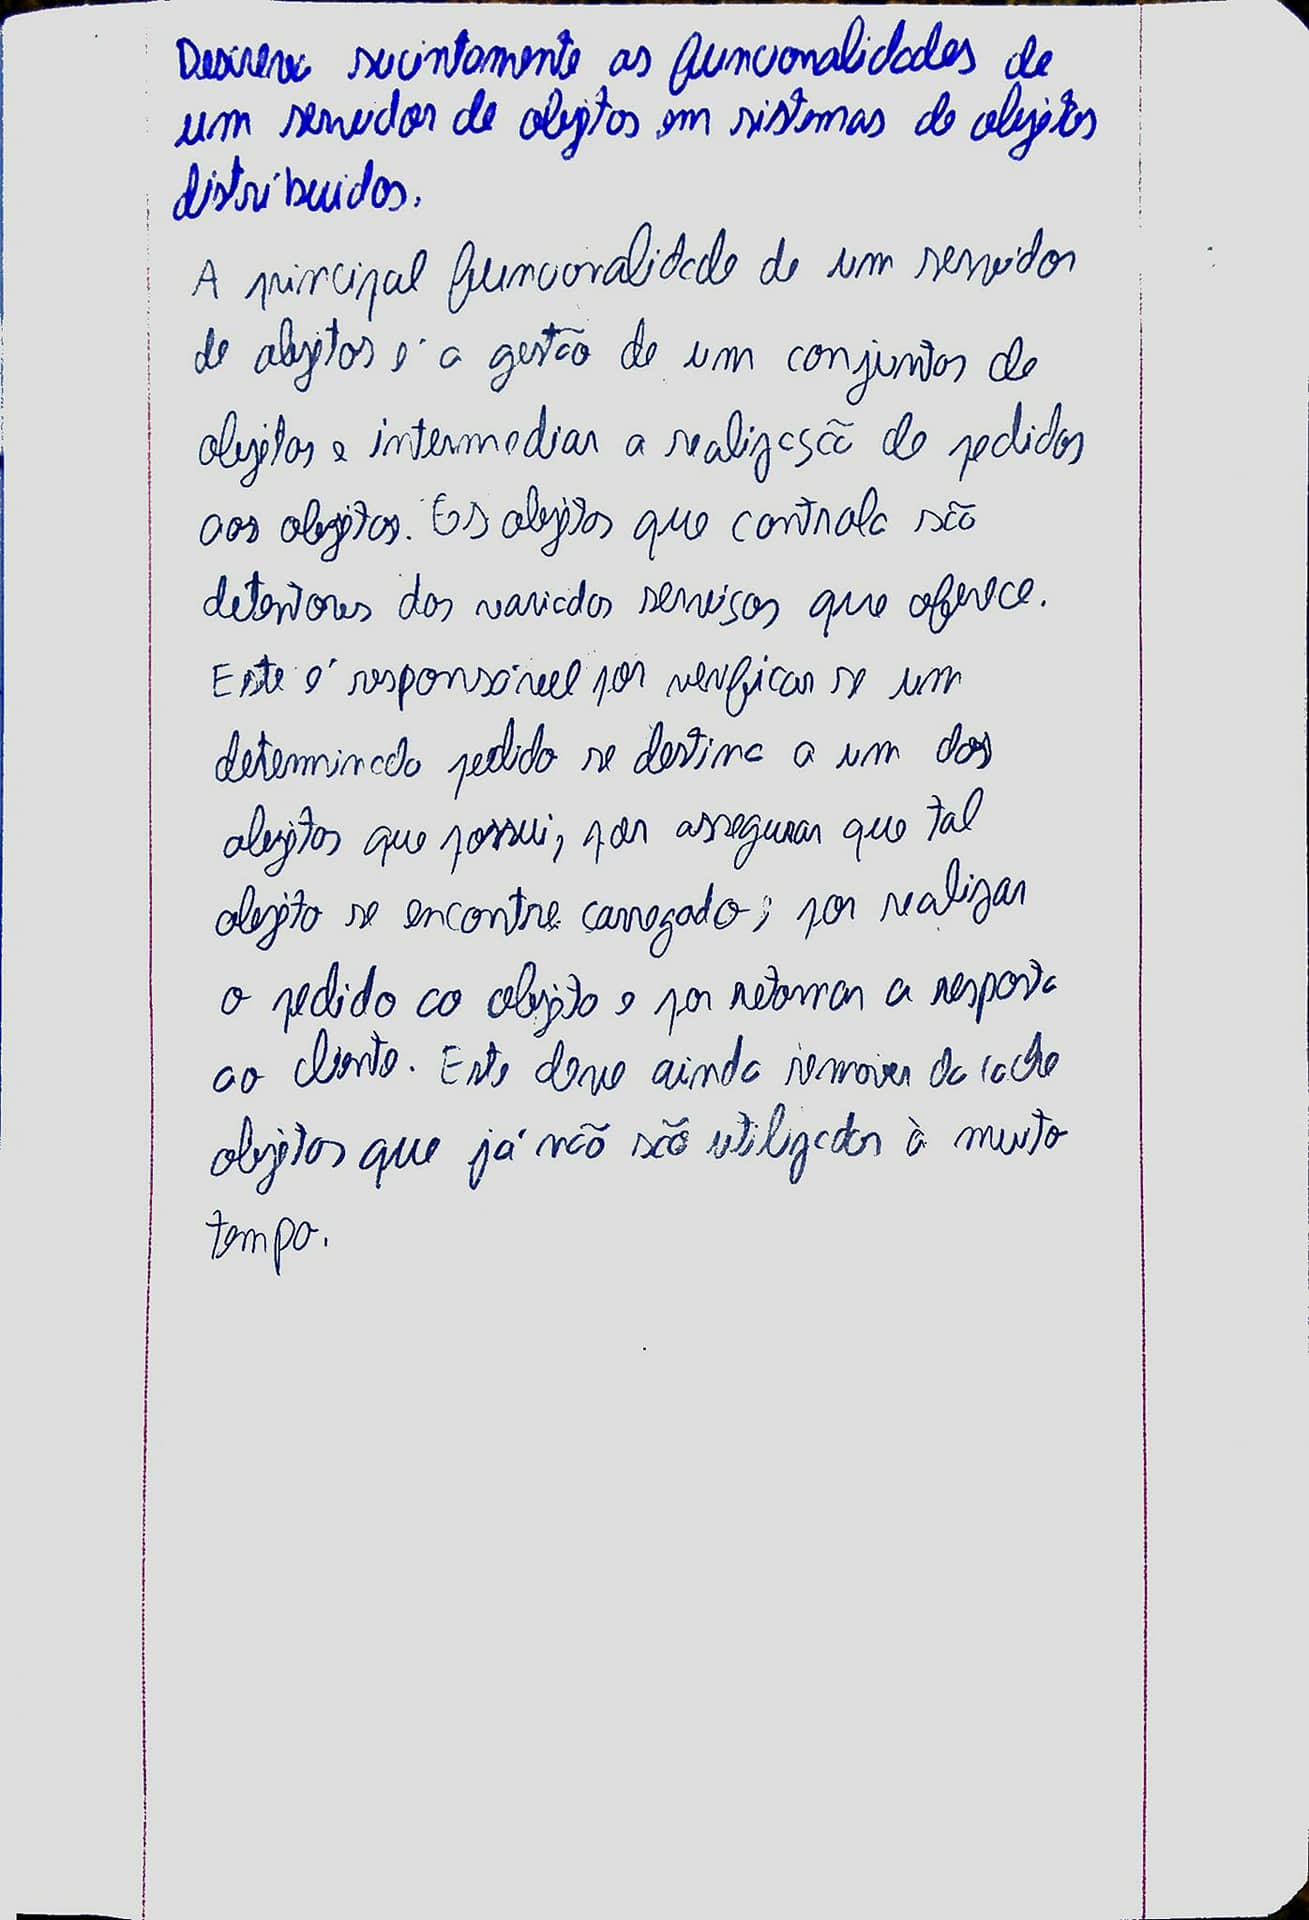 Descreva sucintamente as funcionalidades de
um servidor de objetos em sistemas de objetos
distribuidos.
A principal funcionalidade de um servidor
de objetos é a gestão de um conjuntos de
objetos e intermediar a realização de pedidos
aos objetos. Os objetos que controla são
detentores dos variados serviços que oferece.
Este é responsável por verificar se um
determinado pedido se destina a um dos
objetos que possui, por assegurar que tal
objeto se encontre carregado; por realizar
o pedido ao objeto e por retornar a resposta
ao cliente. Este deve ainda remover da cache
objetos que já não são utilizados à muito
tempo.